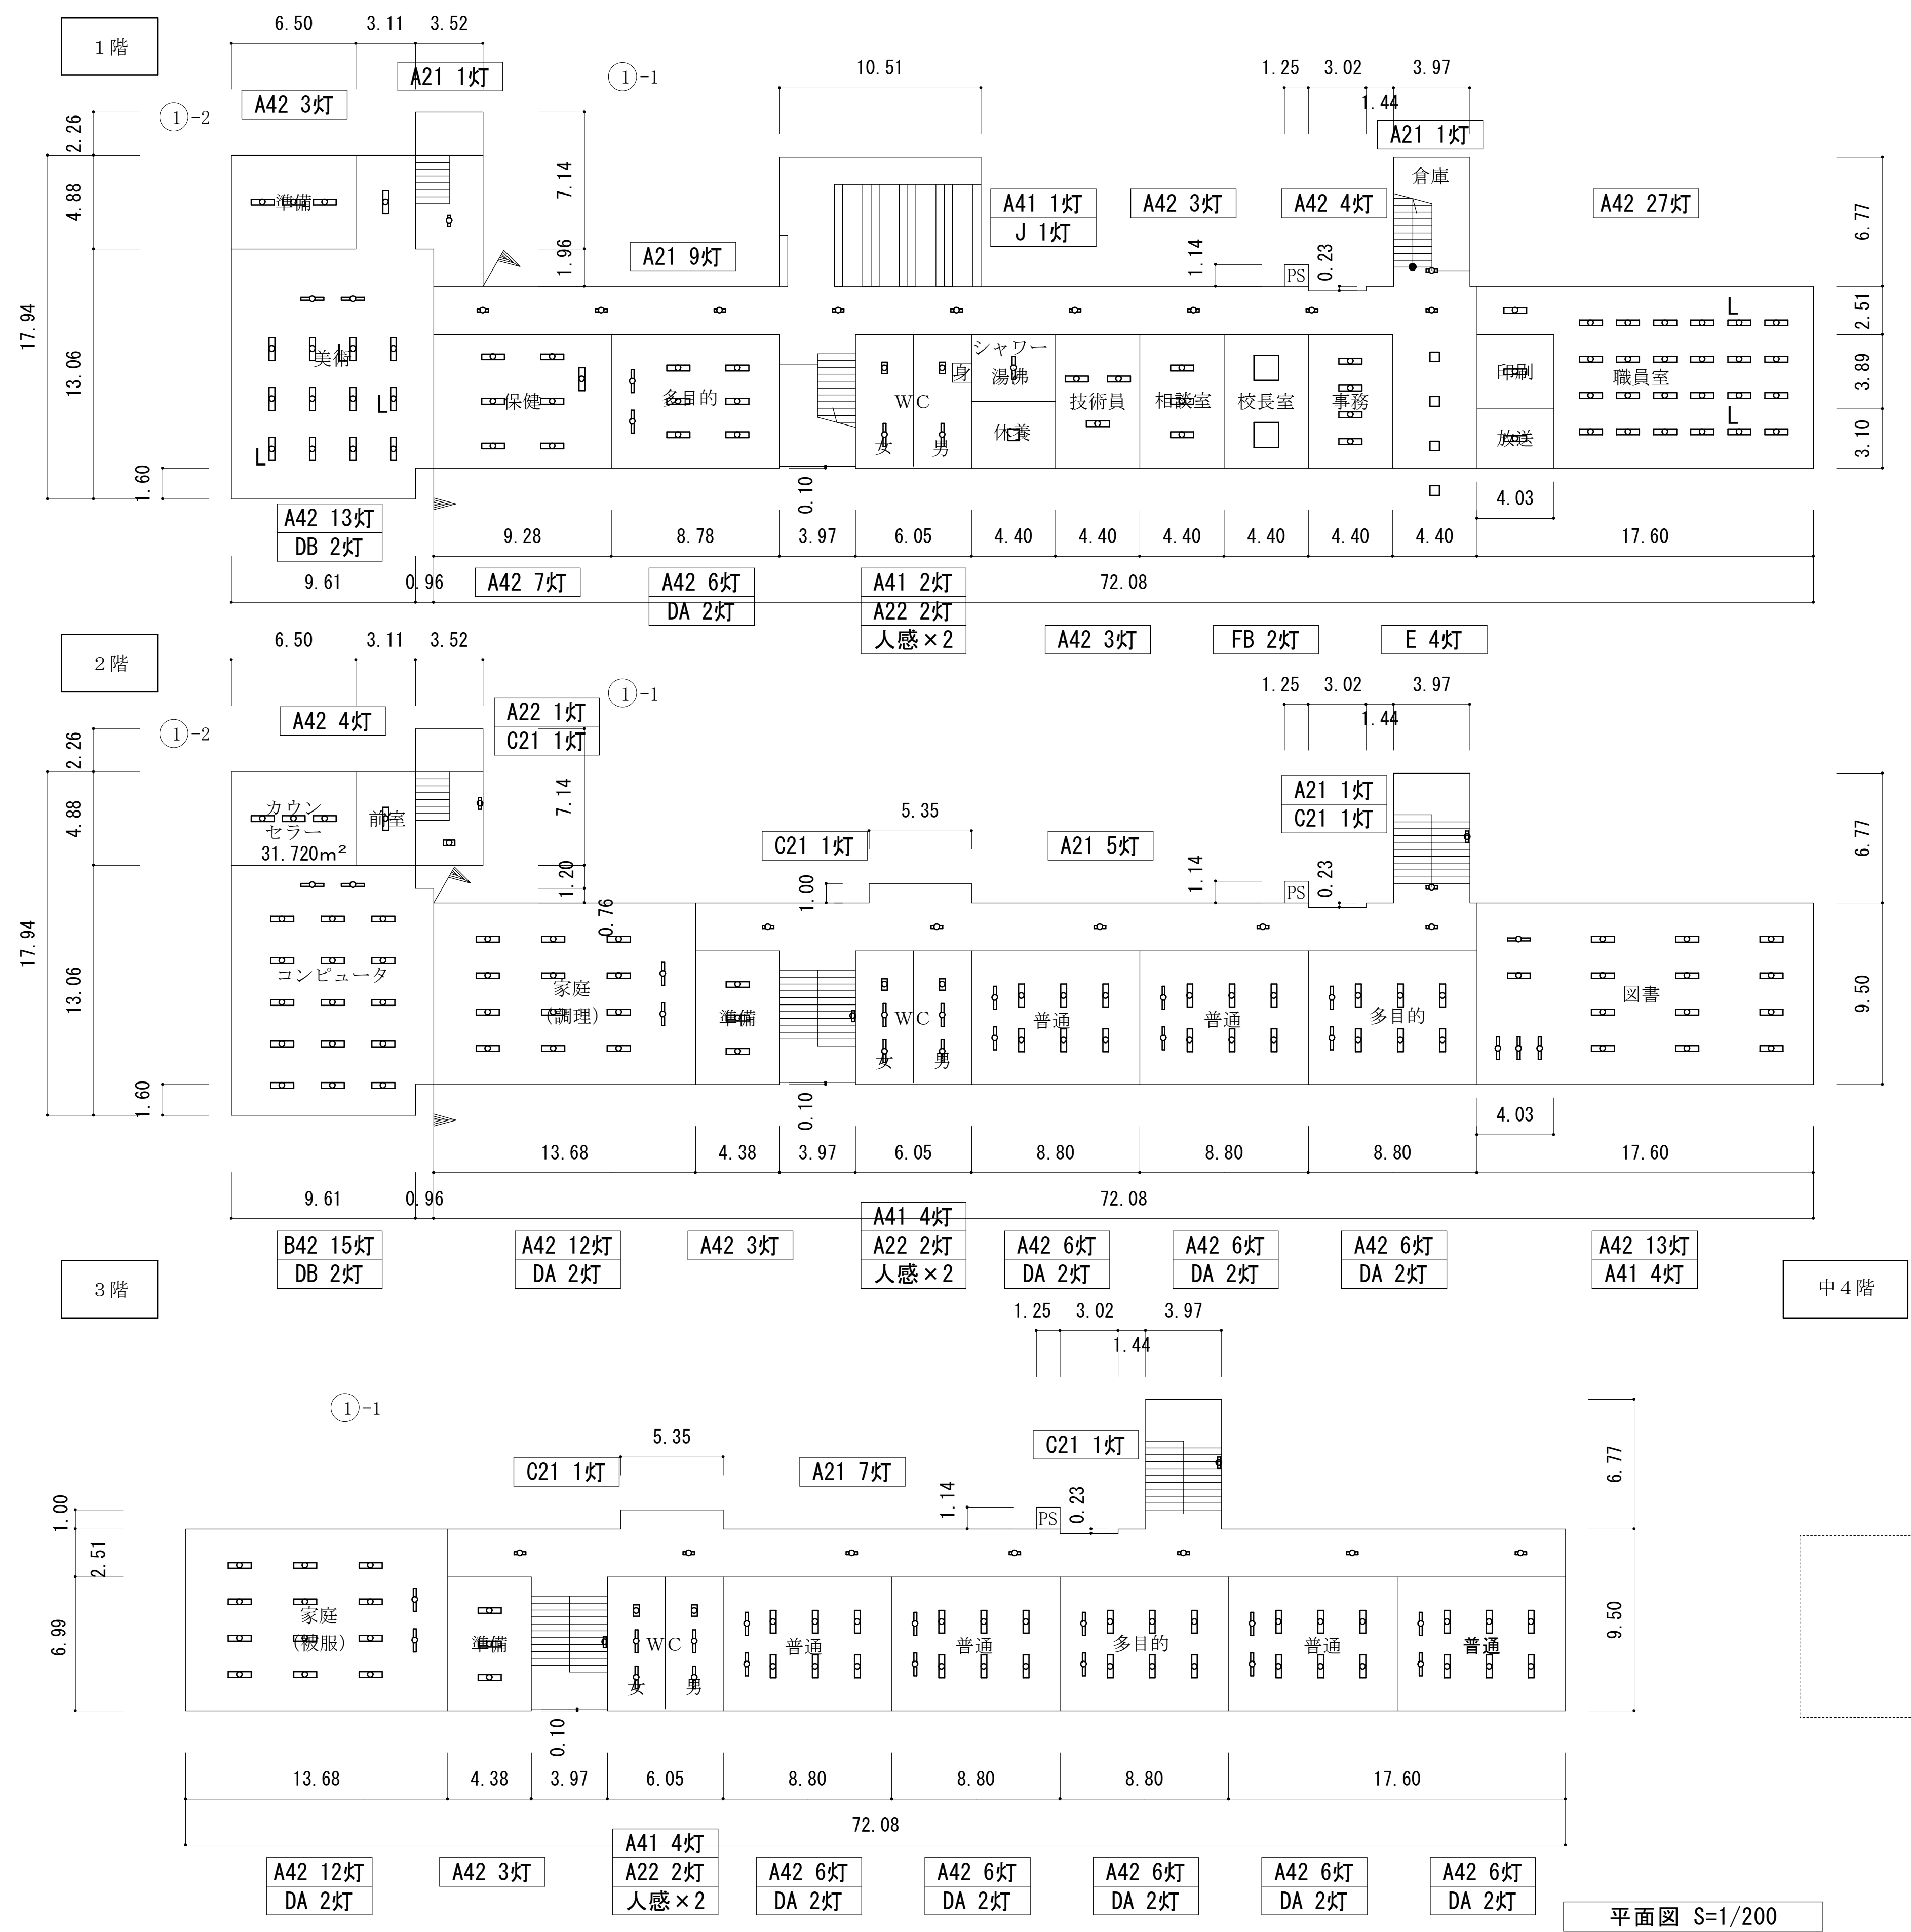 1階
6.50 3.11 3.52
A21 1灯
①-1
10.51
1.25 3.02 3.97
1.44
A42 3灯
①-2
A21 1灯
2.26
4.88
17.94
13.06
1.60
7.14
1.96
準備
A21 9灯
A41 1灯
J 1灯
A42 3灯
A42 4灯
倉庫
A42 27灯
1.14
PS
0.23
6.77
2.51
3.89
3.10
L
L
L
美術
L
L
保健
多目的
WC
女
男
身
シャワー
湯沸
休養
技術員
相談室
校長室
事務
印刷
放送
職員室
0.10
4.03
A42 13灯
DB 2灯
9.28 8.78 3.97 6.05 4.40 4.40 4.40 4.40 4.40 4.40 17.60
9.61 0.96 72.08
A42 7灯
A42 6灯
DA 2灯
A41 2灯
A22 2灯
人感×2
A42 3灯
FB 2灯
E 4灯
2階
6.50 3.11 3.52
①-1
①-2
A42 4灯
A22 1灯
C21 1灯
1.25 3.02 3.97
1.44
2.26
4.88
17.94
13.06
1.60
7.14
1.20
0.76
カウン
セラー
31.720m²
前室
C21 1灯
5.35
1.00
A21 5灯
A21 1灯
C21 1灯
1.14
PS
0.23
6.77
9.50
コンピュータ
家庭
(調理)
準備
WC
女
男
普通
普通
多目的
図書
0.10
4.03
13.68 4.38 3.97 6.05 8.80 8.80 8.80 17.60
9.61 0.96 72.08
B42 15灯
DB 2灯
A42 12灯
DA 2灯
A42 3灯
A41 4灯
A22 2灯
人感×2
A42 6灯
DA 2灯
A42 6灯
DA 2灯
A42 6灯
DA 2灯
A42 13灯
A41 4灯
3階
中4階
1.25 3.02 3.97
1.44
①-1
C21 1灯
5.35
A21 7灯
C21 1灯
1.14
PS
0.23
6.77
9.50
1.00
2.51
6.99
家庭
(被服)
準備
WC
女
男
普通
普通
多目的
普通
普通
0.10
13.68 4.38 3.97 6.05 8.80 8.80 8.80 17.60
72.08
A42 12灯
DA 2灯
A42 3灯
A41 4灯
A22 2灯
人感×2
A42 6灯
DA 2灯
A42 6灯
DA 2灯
A42 6灯
DA 2灯
A42 6灯
DA 2灯
A42 6灯
DA 2灯
平面図 S=1/200